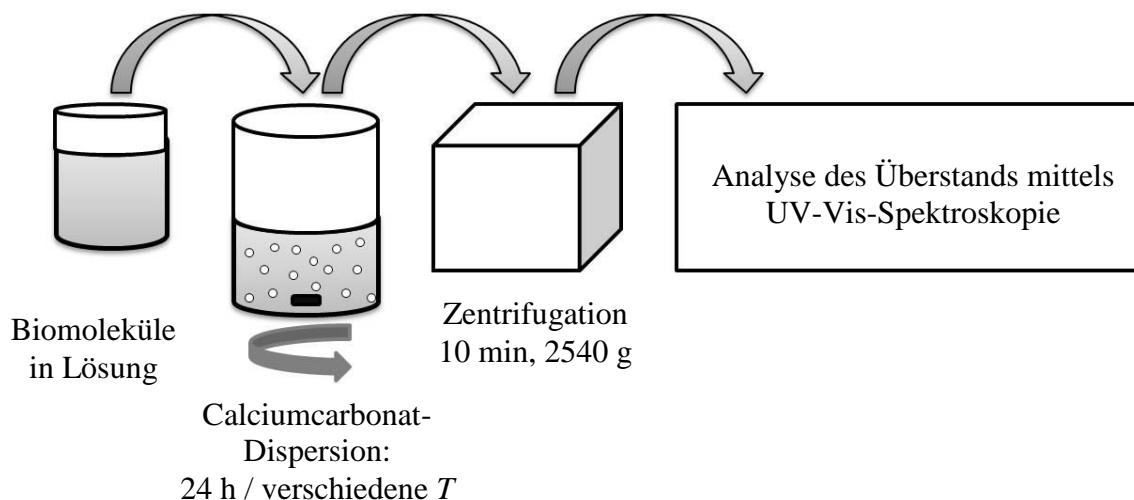 Biomoleküle
in Lösung
Calciumcarbonat-
Dispersion:
24 h / verschiedene T
Zentrifugation
10 min, 2540 g
Analyse des Überstands mittels
UV-Vis-Spektroskopie